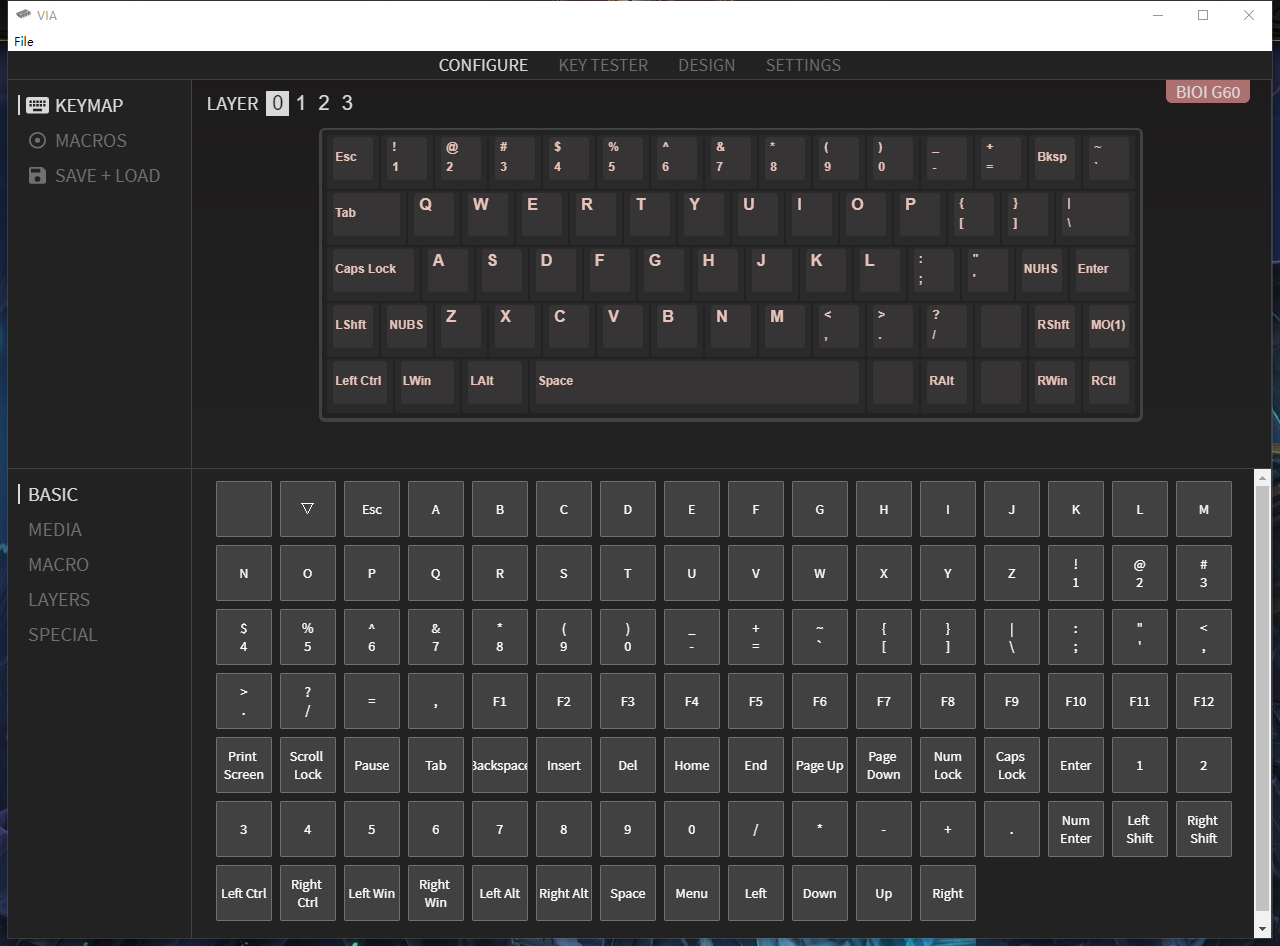 VIA
File
CONFIGURE KEY TESTER DESIGN SETTINGS
KEYMAP
MACROS
SAVE + LOAD
LAYER 0 1 2 3
BIOI G60
Esc ! @ # $ % ^ & * ( ) _ + Bksp ~
1 2 3 4 5 6 7 8 9 0 - = `
Tab Q W E R T Y U I O P { } |
[ ] \
Caps Lock A S D F G H J K L : " NUHS Enter
; '
LShft NUBS Z X C V B N M < > ? RShft MO(1)
, . /
Left Ctrl LWin LAlt Space RAlt RWin RCtl
BASIC
MEDIA
MACRO
LAYERS
SPECIAL
▽ Esc A B C D E F G H I J K L M
N O P Q R S T U V W X Y Z ! @ #
1 2 3
$ % ^ & * ( ) _ + ~ { } | : " <
4 5 6 7 8 9 0 - = ` [ ] \ ; ' ,
> ? = , F1 F2 F3 F4 F5 F6 F7 F8 F9 F10 F11 F12
. /
Print Scroll Pause Tab Backspace Insert Del Home End Page Up Page Num Caps Enter 1 2
Screen Lock Down Lock Lock
3 4 5 6 7 8 9 0 / * - + . Num Left Right
Enter Shift Shift
Left Ctrl Right Left Win Right Left Alt Right Alt Space Menu Left Down Up Right
Ctrl Win